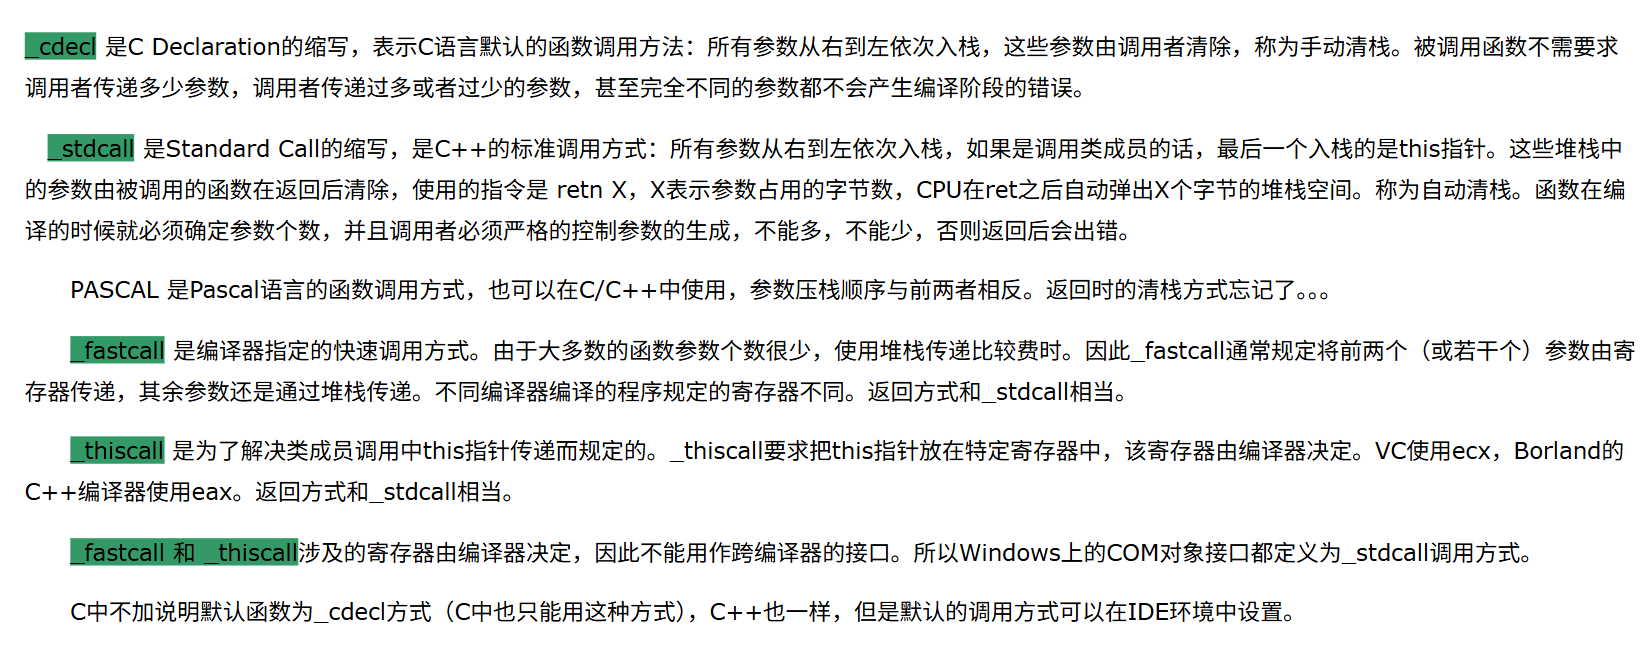 _cdecl 是C Declaration的缩写，表示C语言默认的函数调用方法：所有参数从右到左依次入栈，这些参数由调用者清除，称为手动清栈。被调用函数不需要求
调用者传递多少参数，调用者传递过多或者过少的参数，甚至完全不同的参数都不会产生编译阶段的错误。
_stdcall 是Standard Call的缩写，是C++的标准调用方式：所有参数从右到左依次入栈，如果是调用类成员的话，最后一个入栈的是this指针。这些堆栈中
的参数由被调用的函数在返回后清除，使用的指令是 retn X，X表示参数占用的字节数，CPU在ret之后自动弹出X个字节的堆栈空间。称为自动清栈。函数在编
译的时候就必须确定参数个数，并且调用者必须严格的控制参数的生成，不能多，不能少，否则返回后会出错。
PASCAL 是Pascal语言的函数调用方式，也可以在C/C++中使用，参数压栈顺序与前两者相反。返回时的清栈方式忘记了。。。
_fastcall 是编译器指定的快速调用方式。由于大多数的函数参数个数很少，使用堆栈传递比较费时。因此_fastcall通常规定将前两个（或若干个）参数由寄
存器传递，其余参数还是通过堆栈传递。不同编译器编译的程序规定的寄存器不同。返回方式和_stdcall相当。
_thiscall 是为了解决类成员调用中this指针传递而规定的。_thiscall要求把this指针放在特定寄存器中，该寄存器由编译器决定。VC使用ecx，Borland的
C++编译器使用eax。返回方式和_stdcall相当。
_fastcall 和 _thiscall涉及的寄存器由编译器决定，因此不能用作跨编译器的接口。所以Windows上的COM对象接口都定义为_stdcall调用方式。
C中不加说明默认函数为_cdecl方式（C中也只能用这种方式），C++也一样，但是默认的调用方式可以在IDE环境中设置。